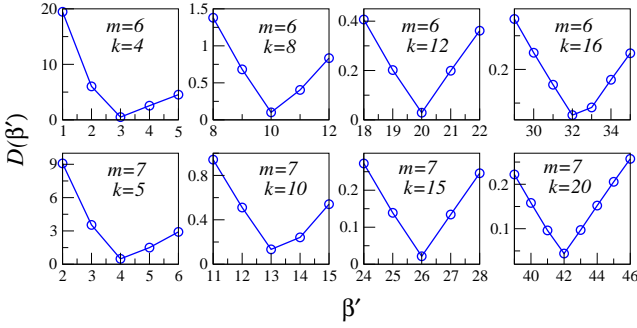 20
10
0
1 2 3 4 5
m=6
k=4
1.5
1
0.5
0
8 10 12
m=6
k=8
0.4
0.2
0
18 19 20 21 22
m=6
k=12
0.2
30 32 34
m=6
k=16
D(β′)
9
6
3
0
2 3 4 5 6
m=7
k=5
0.8
0.4
0
11 12 13 14 15
m=7
k=10
0.2
0.1
0
24 25 26 27 28
m=7
k=15
0.2
0.1
40 42 44 46
m=7
k=20
β′